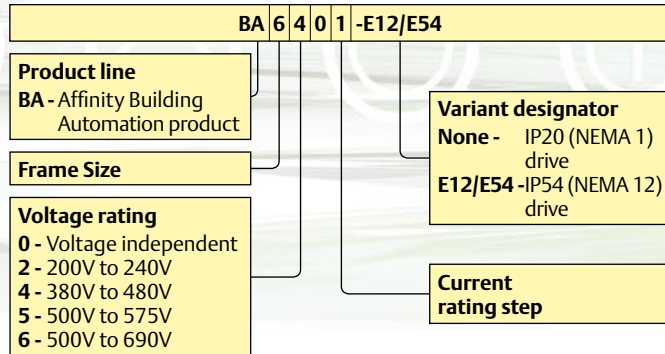 BA 6 4 0 1 -E12/E54
Product line
BA - Affinity Building
Automation product
Frame Size
Voltage rating
0 - Voltage independent
2 - 200V to 240V
4 - 380V to 480V
5 - 500V to 575V
6 - 500V to 690V
Variant designator
None - IP20 (NEMA 1)
drive
E12/E54 -IP54 (NEMA 12)
drive
Current
rating step